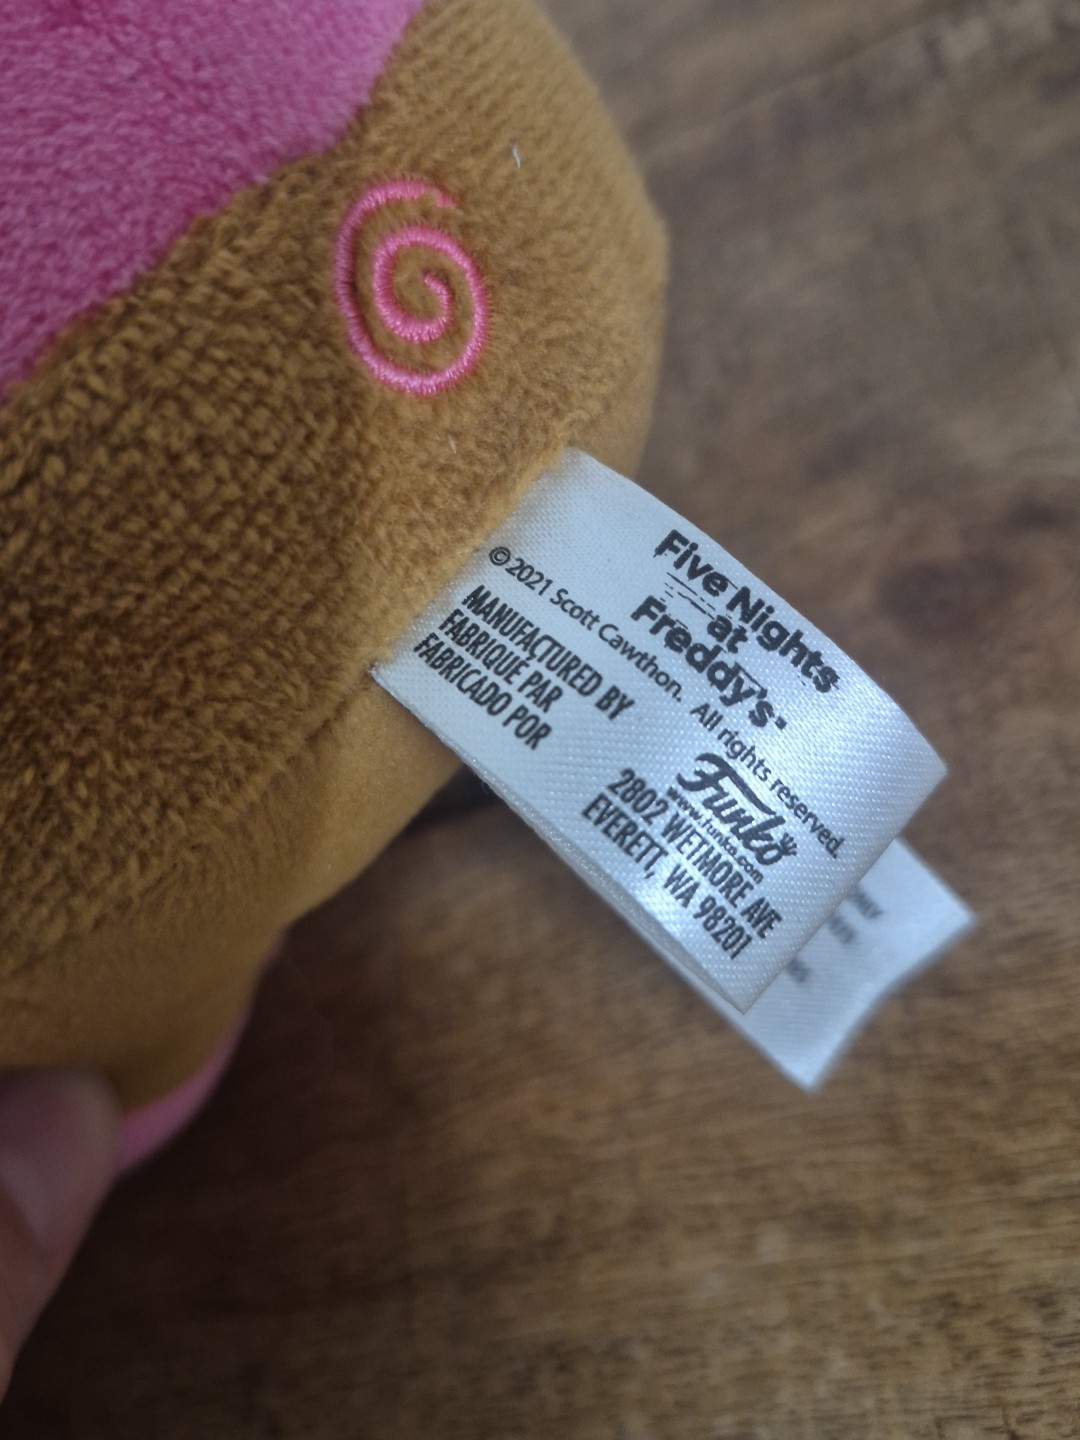 Five Nights
at
Freddy's
©2021 Scott Cawthon. All rights reserved.
MANUFACTURED BY
FABRIQUÉ PAR
FABRICADO POR
Funko
www.funko.com
2802 WETMORE AVE
EVERETT, WA 98201